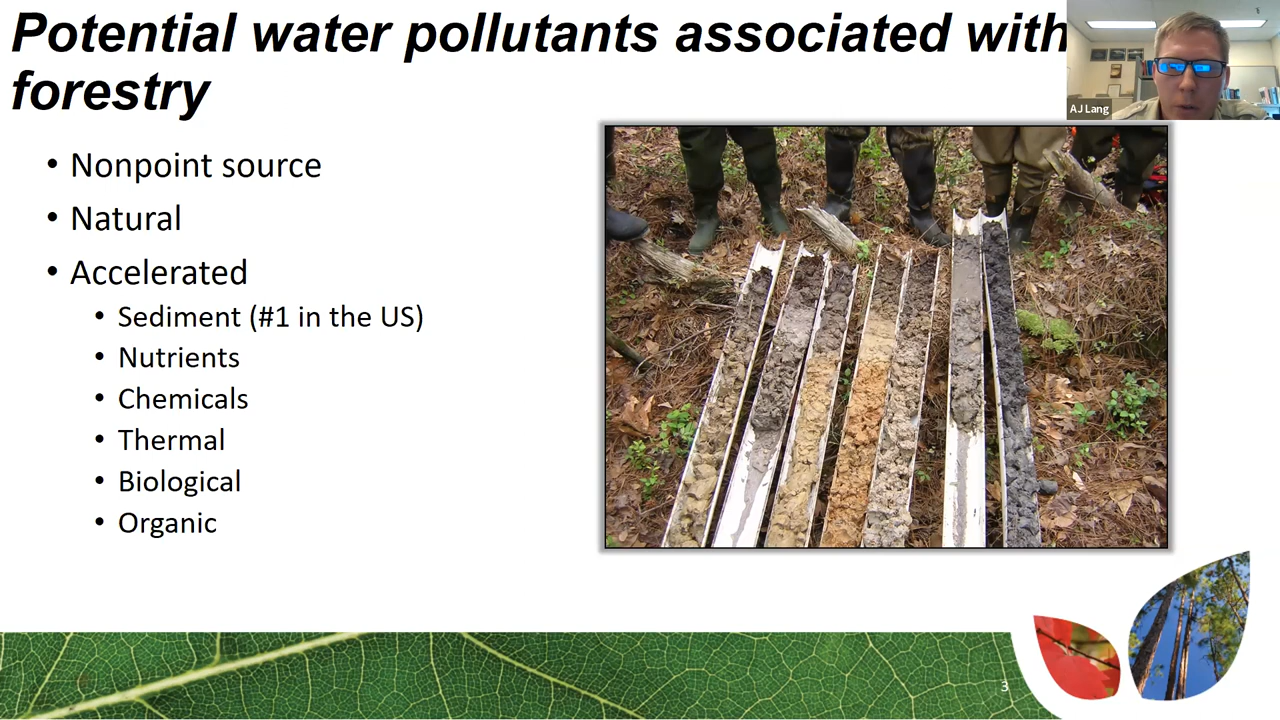 Potential water pollutants associated with
forestry
AJ Lang
• Nonpoint source
• Natural
• Accelerated
• Sediment (#1 in the US)
• Nutrients
• Chemicals
• Thermal
• Biological
• Organic
3